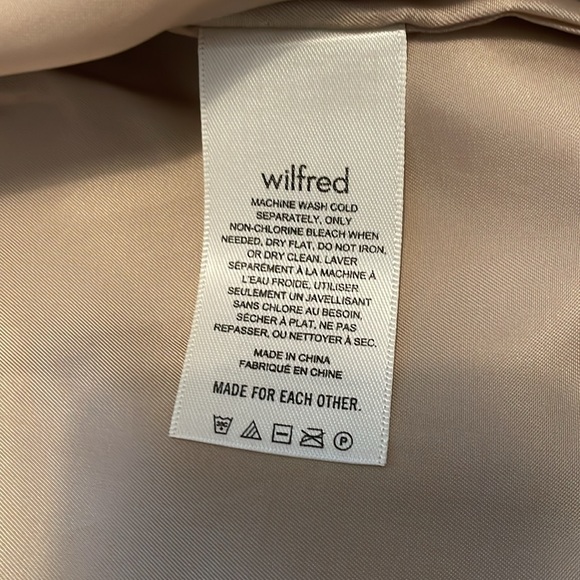 wilfred
MACHINE WASH COLD
SEPARATELY, ONLY
NON-CHLORINE BLEACH WHEN
NEEDED, DRY FLAT, DO NOT IRON,
OR DRY CLEAN. LAVER
SÉPARÉMENT À LA MACHINE À
L'EAU FROIDE, UTILISER
SEULEMENT UN JAVELLISANT
SANS CHLORE AU BESOIN,
SÉCHER À PLAT, NE PAS
REPASSER, OU NETTOYER À SEC.
MADE IN CHINA
FABRIQUÉ EN CHINE
MADE FOR EACH OTHER.
30C P